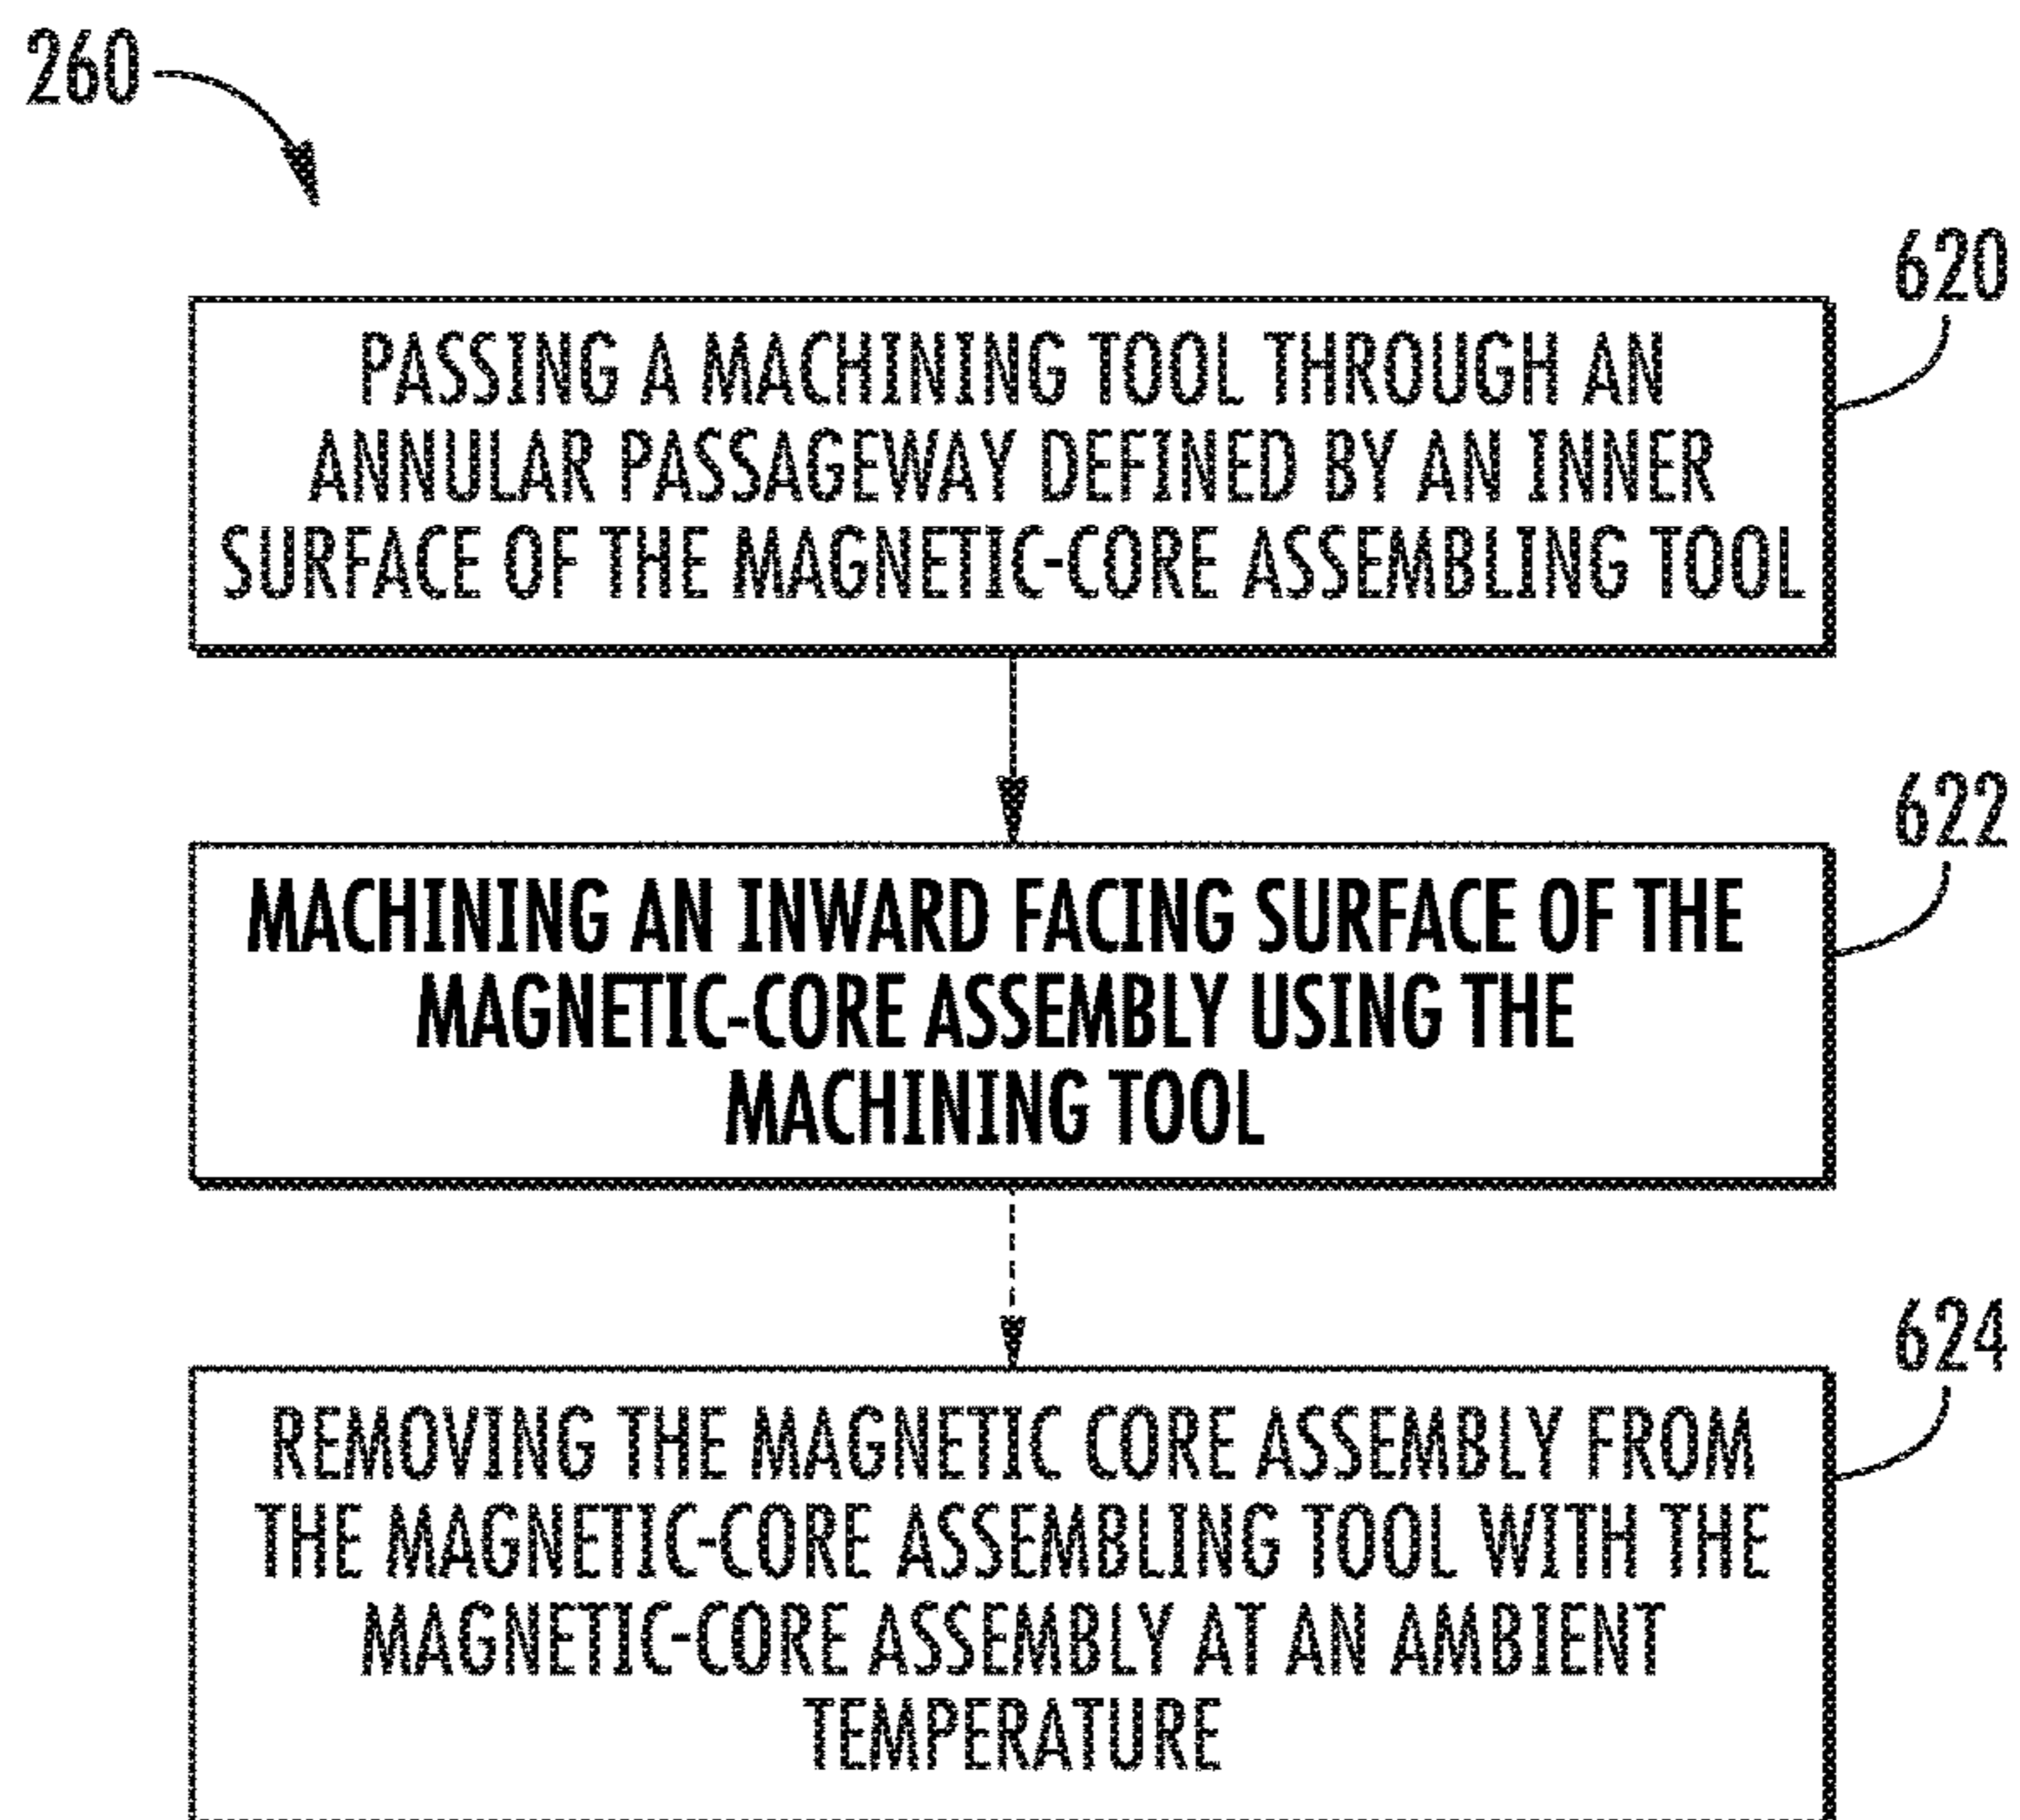 260
620
PASSING A MACHINING TOOL THROUGH AN
ANNULAR PASSAGEWAY DEFINED BY AN INNER
SURFACE OF THE MAGNETIC-CORE ASSEMBLING TOOL
622
MACHINING AN INWARD FACING SURFACE OF THE
MAGNETIC-CORE ASSEMBLY USING THE
MACHINING TOOL
624
REMOVING THE MAGNETIC CORE ASSEMBLY FROM
THE MAGNETIC-CORE ASSEMBLING TOOL WITH THE
MAGNETIC-CORE ASSEMBLY AT AN AMBIENT
TEMPERATURE